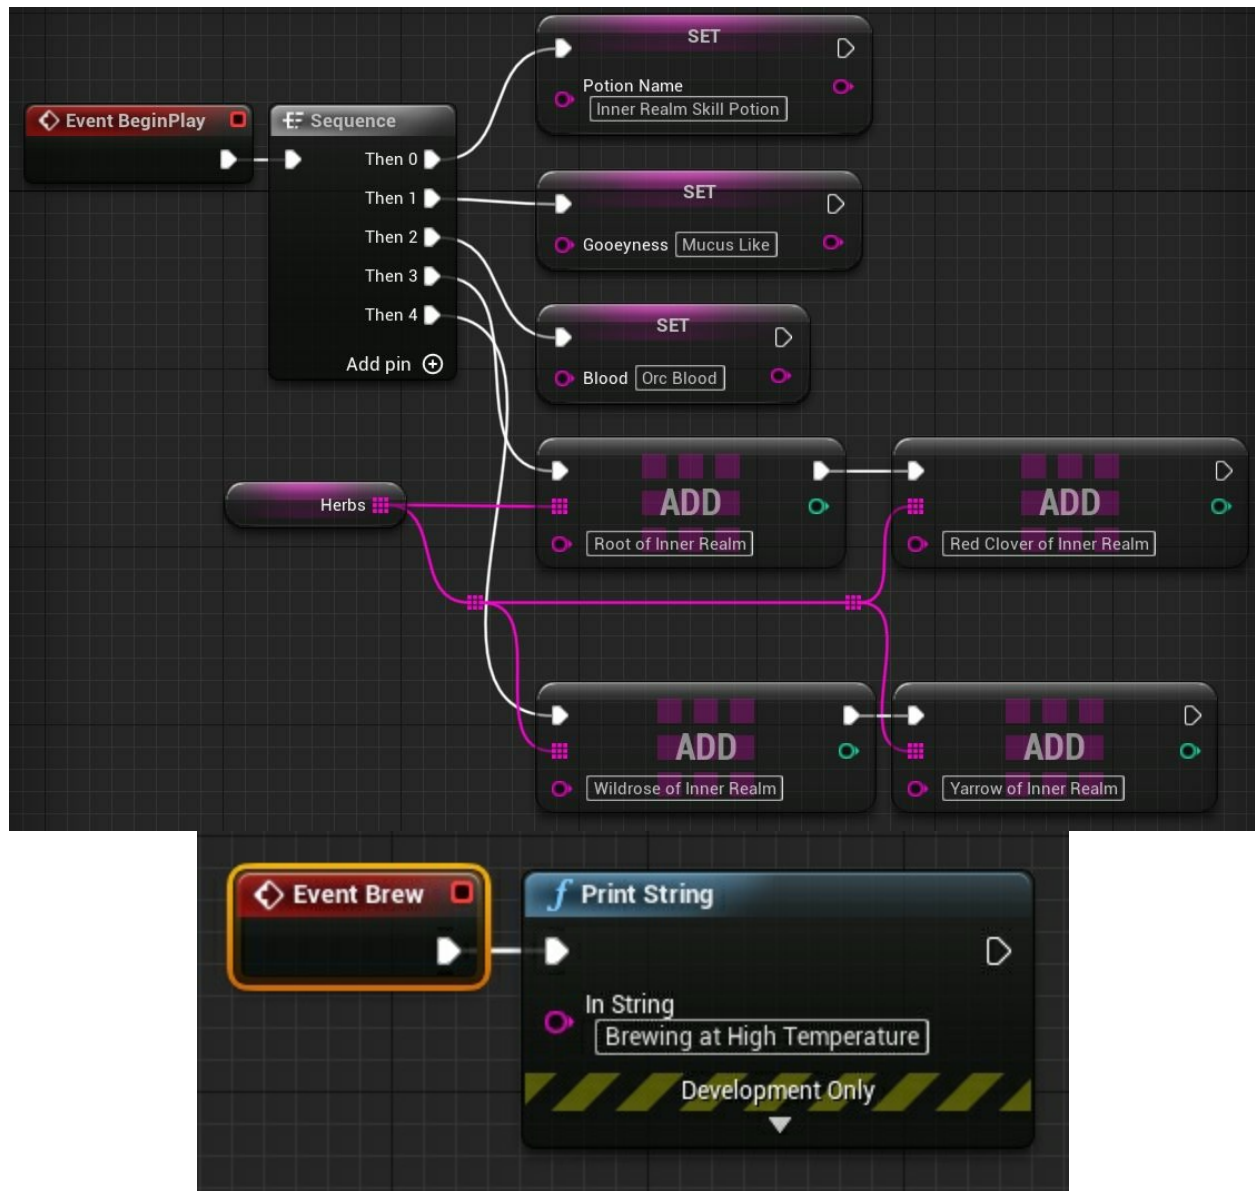 Event BeginPlay
Sequence
Then 0
Then 1
Then 2
Then 3
Then 4
Add pin
SET
Potion Name
Inner Realm Skill Potion
SET
Gooeyness Mucus Like
SET
Blood Orc Blood
Herbs
ADD
Root of Inner Realm
ADD
Red Clover of Inner Realm
ADD
Wildrose of Inner Realm
ADD
Yarrow of Inner Realm
Event Brew
f Print String
In String
Brewing at High Temperature
Development Only